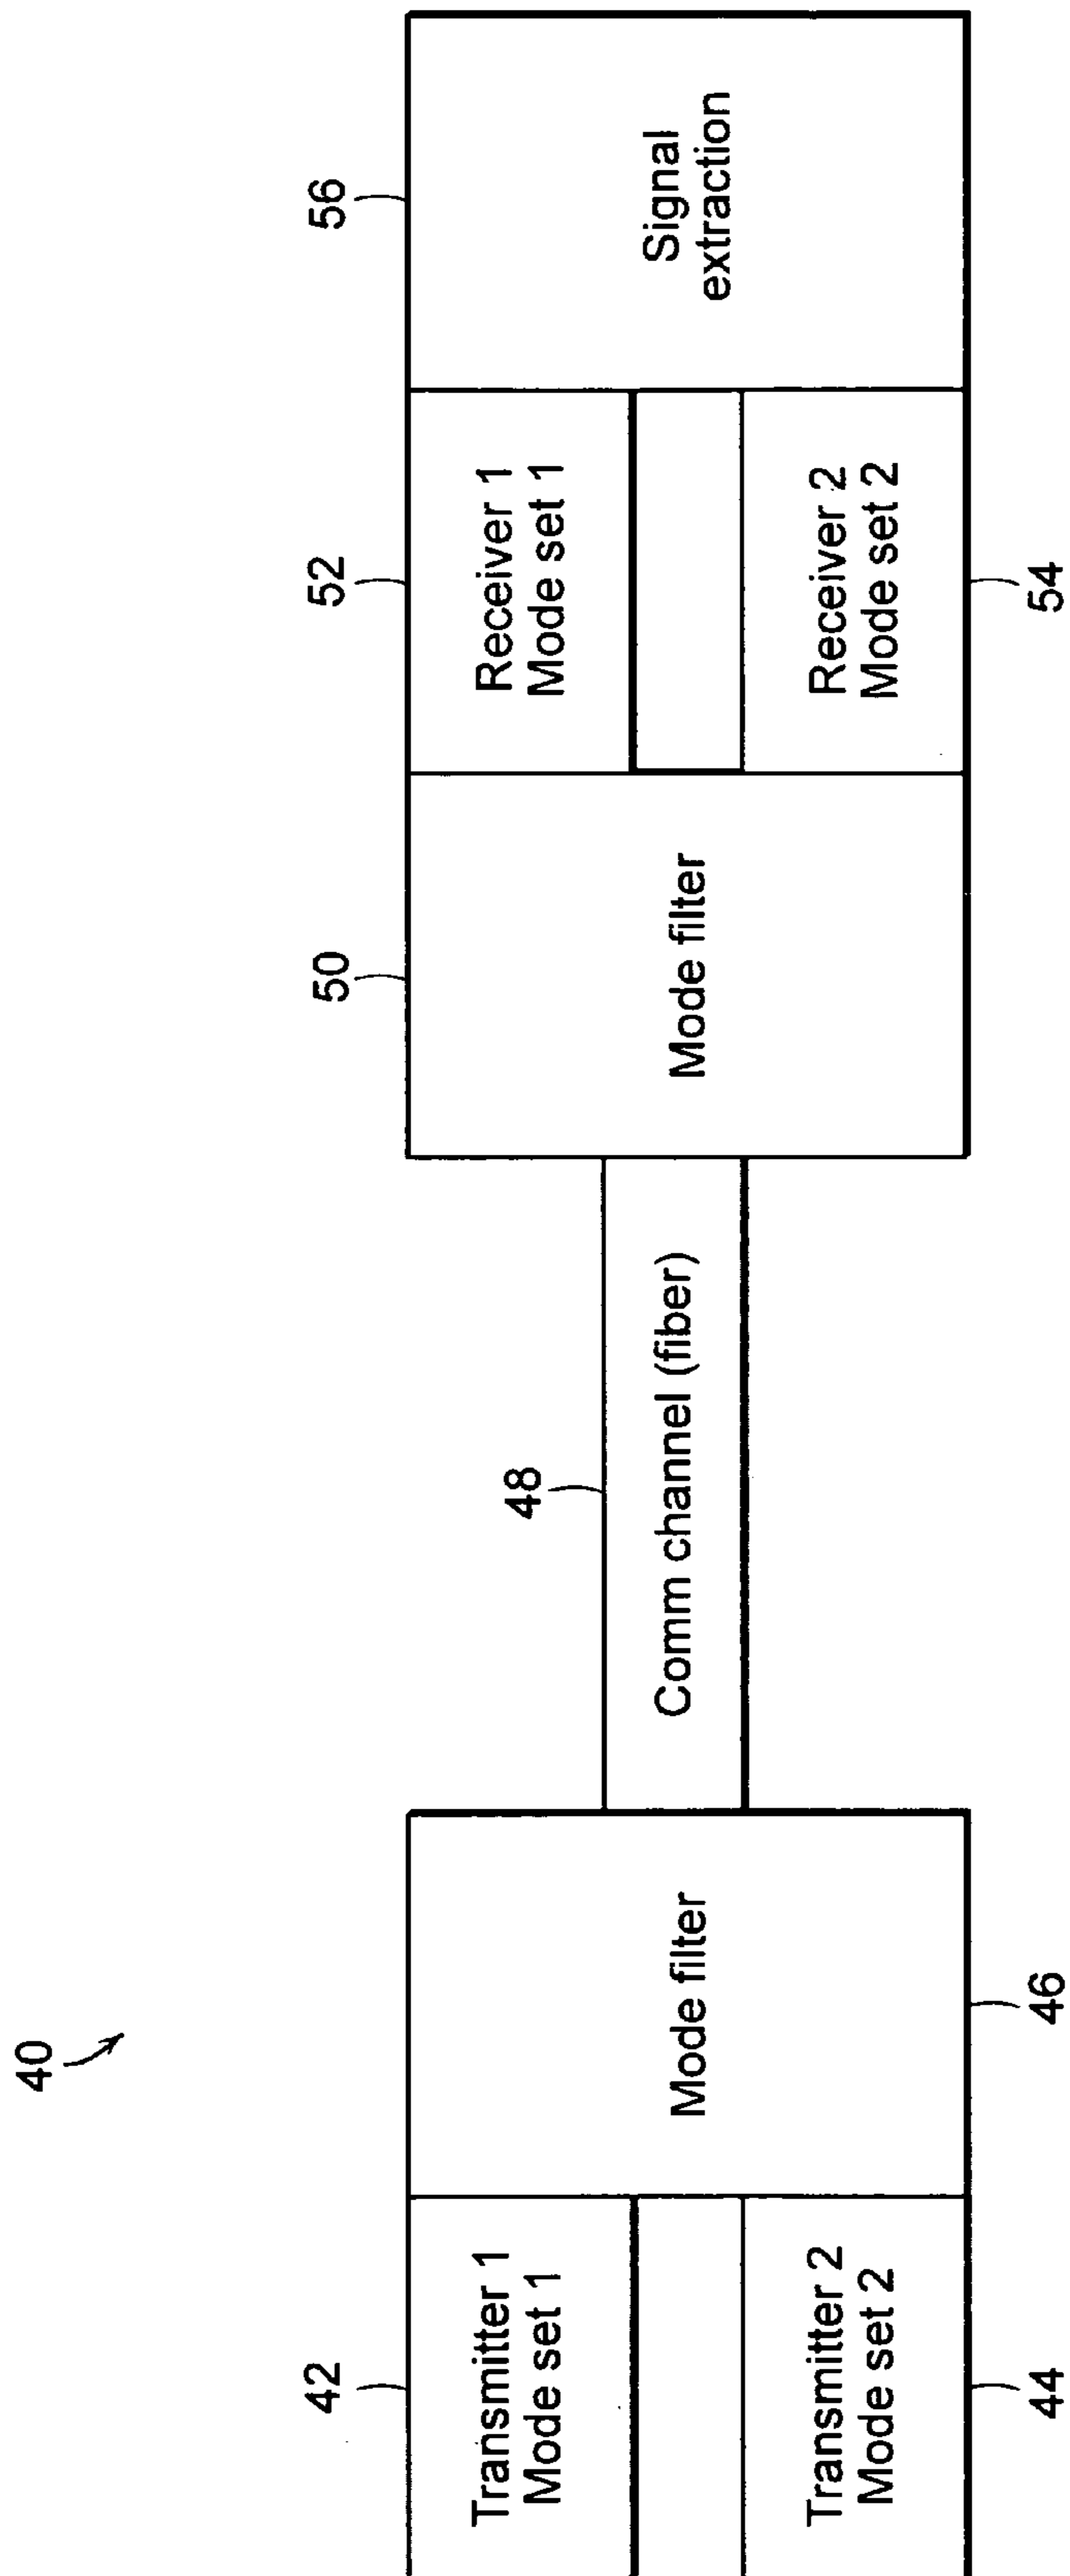 40
42
Transmitter 1
Mode set 1
Transmitter 2
Mode set 2
44
Mode filter
46
48
Comm channel (fiber)
50
Mode filter
52
Receiver 1
Mode set 1
Receiver 2
Mode set 2
54
56
Signal
extraction